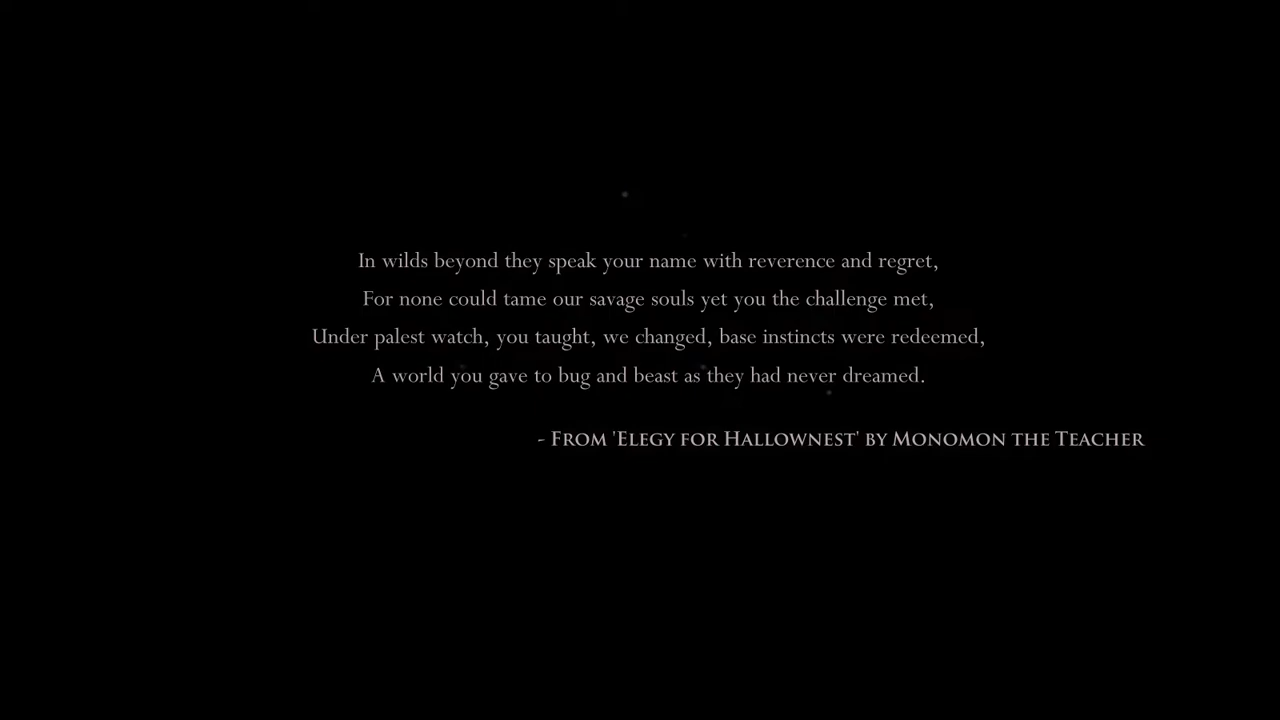 In wilds beyond they speak your name with reverence and regret,
For none could tame our savage souls yet you the challenge met,
Under palest watch, you taught, we changed, base instincts were redeemed,
A world you gave to bug and beast as they had never dreamed.
- From 'Elegy for Hallownest' by Monomon the Teacher